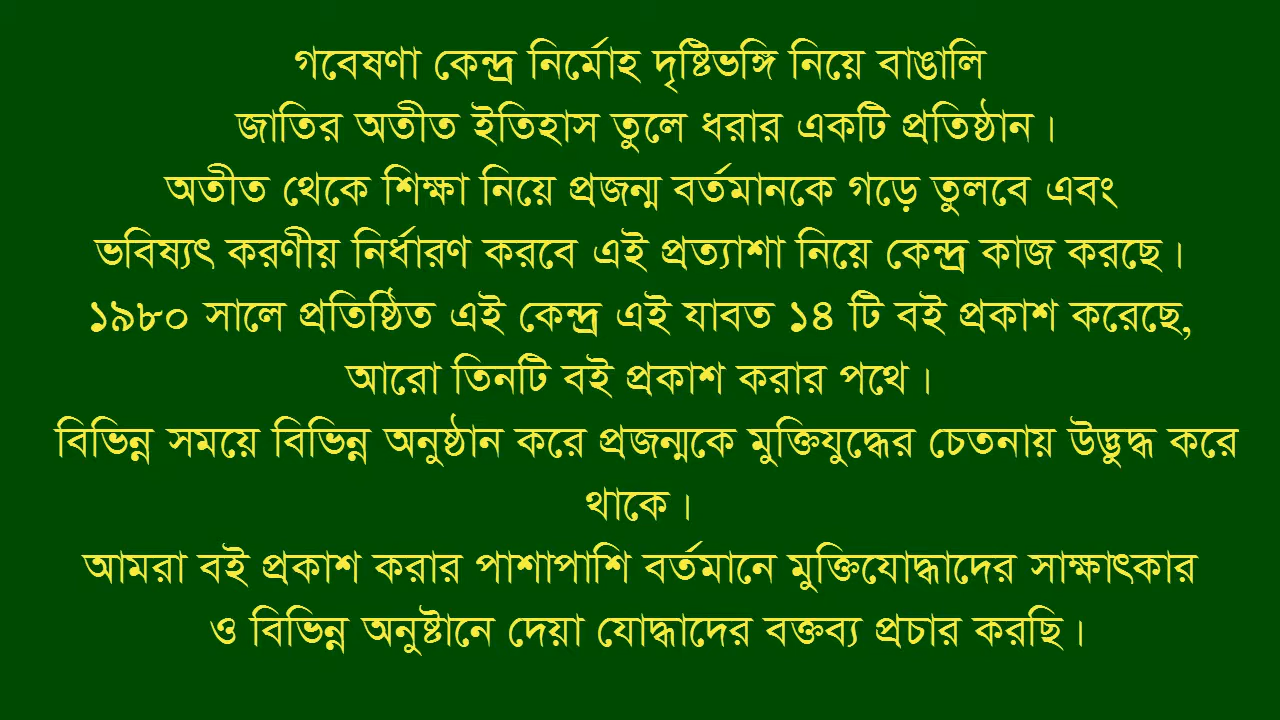 গবেষণা কেন্দ্র নির্মোহ দৃষ্টিভঙ্গি নিয়ে বাঙালি
জাতির অতীত ইতিহাস তুলে ধরার একটি প্রতিষ্ঠান।
অতীত থেকে শিক্ষা নিয়ে প্রজন্ম বর্তমানকে গড়ে তুলবে এবং
ভবিষ্যৎ করণীয় নির্ধারণ করবে এই প্রত্যাশা নিয়ে কেন্দ্র কাজ করছে।
১৯৮০ সালে প্রতিষ্ঠিত এই কেন্দ্র এই যাবত ১৪ টি বই প্রকাশ করেছে,
আরো তিনটি বই প্রকাশ করার পথে।
বিভিন্ন সময়ে বিভিন্ন অনুষ্ঠান করে প্রজন্মকে মুক্তিযুদ্ধের চেতনায় উদ্ভুদ্ধ করে
থাকে।
আমরা বই প্রকাশ করার পাশাপাশি বর্তমানে মুক্তিযোদ্ধাদের সাক্ষাৎকার
ও বিভিন্ন অনুষ্টানে দেয়া যোদ্ধাদের বক্তব্য প্রচার করছি।